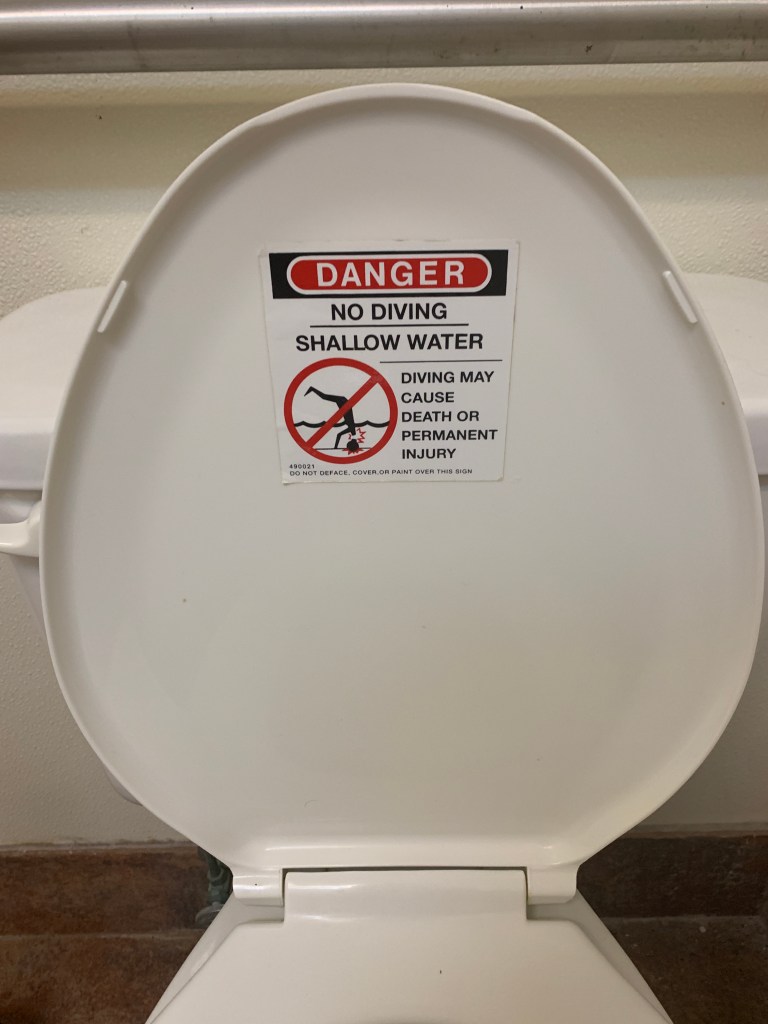 DANGER
NO DIVING
SHALLOW WATER
DIVING MAY
CAUSE
DEATH OR
PERMANENT
INJURY
490021
DO NOT DEFACE, COVER,OR PAINT OVER THIS SIGN